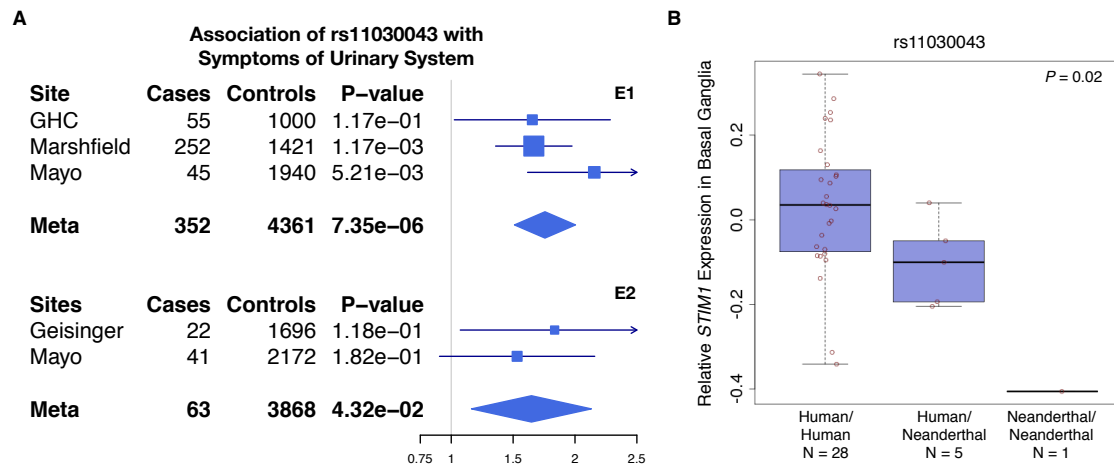 A
Association of rs11030043 with
Symptoms of Urinary System
Site Cases Controls P−value E1
GHC 55 1000 1.17e−01
Marshfield 252 1421 1.17e−03
Mayo 45 1940 5.21e−03
Meta 352 4361 7.35e−06
Sites Cases Controls P−value E2
Geisinger 22 1696 1.18e−01
Mayo 41 2172 1.82e−01
Meta 63 3868 4.32e−02
0.75 1 1.5 2 2.5
B
rs11030043
P = 0.02
Relative STIM1 Expression in Basal Ganglia
0.2
0.0
−0.2
−0.4
Human/
Human
N = 28
Human/
Neanderthal
N = 5
Neanderthal/
Neanderthal
N = 1